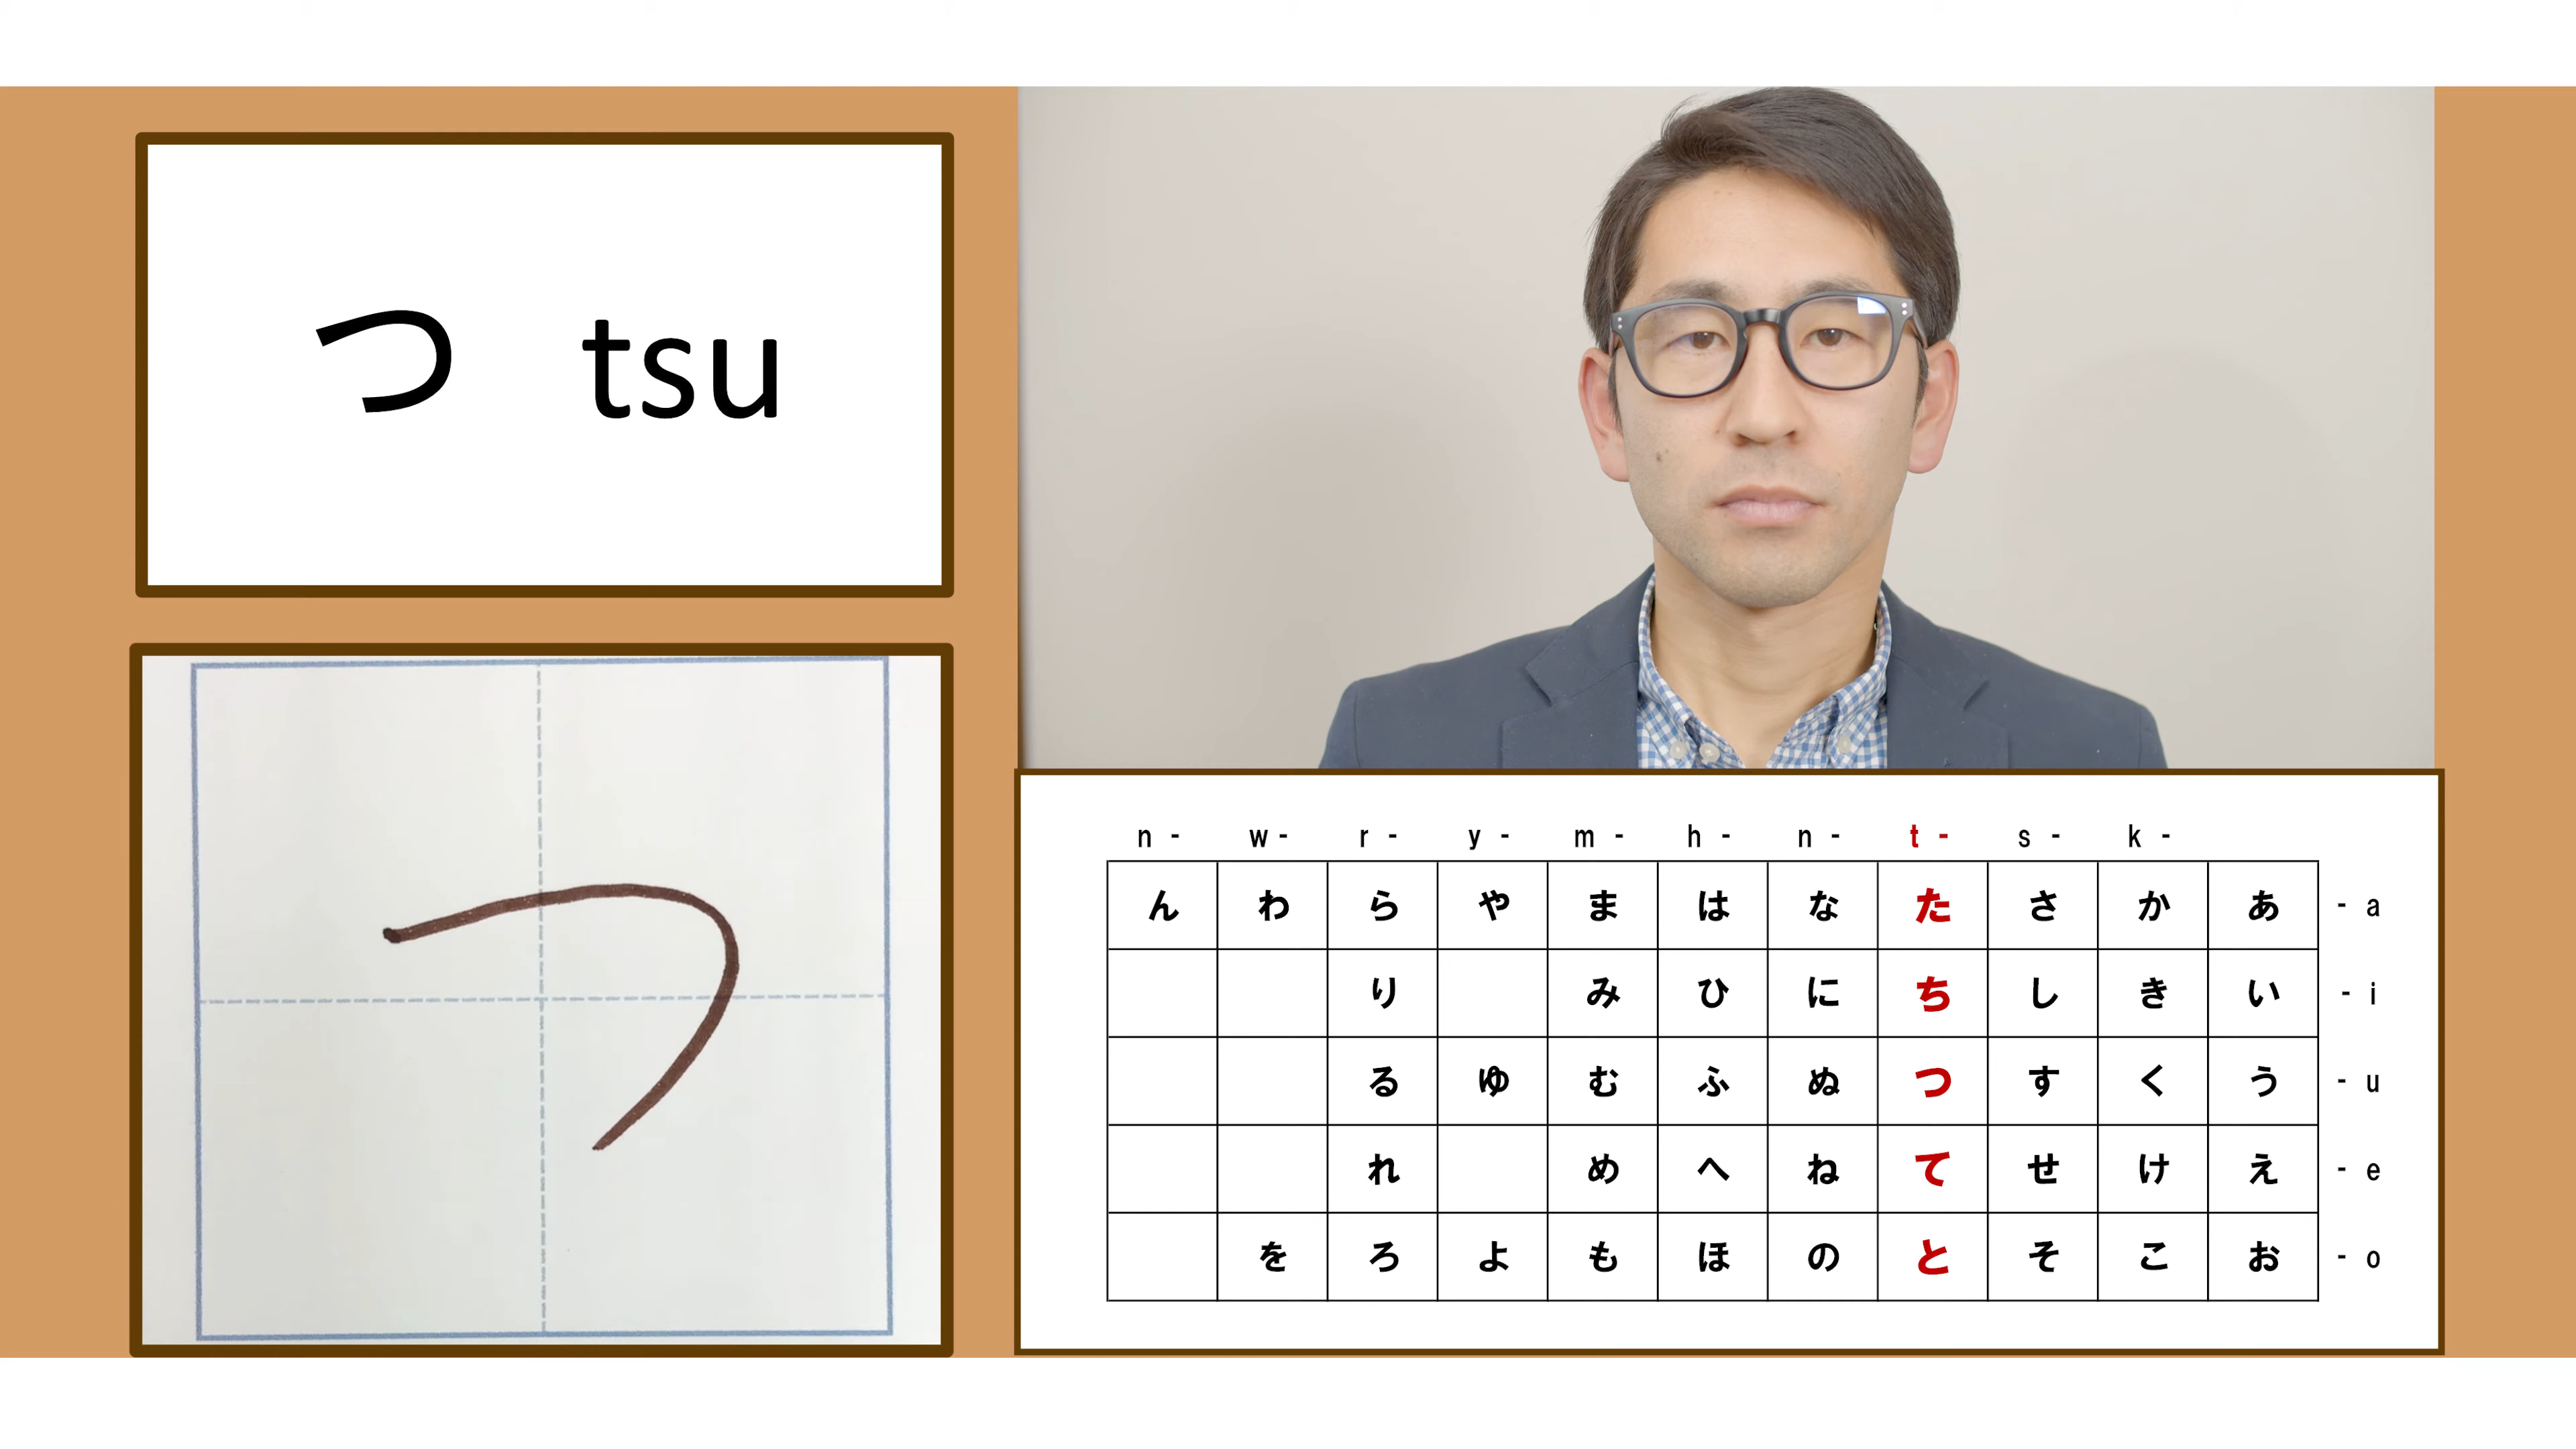 つ tsu
つ
n - w - r - y - m - h - n - t - s - k -
ん わ ら や ま は な た さ か あ - a
り み ひ に ち し き い - i
る ゆ む ふ ぬ つ す く う - u
れ め へ ね て せ け え - e
を ろ よ も ほ の と そ こ お - o